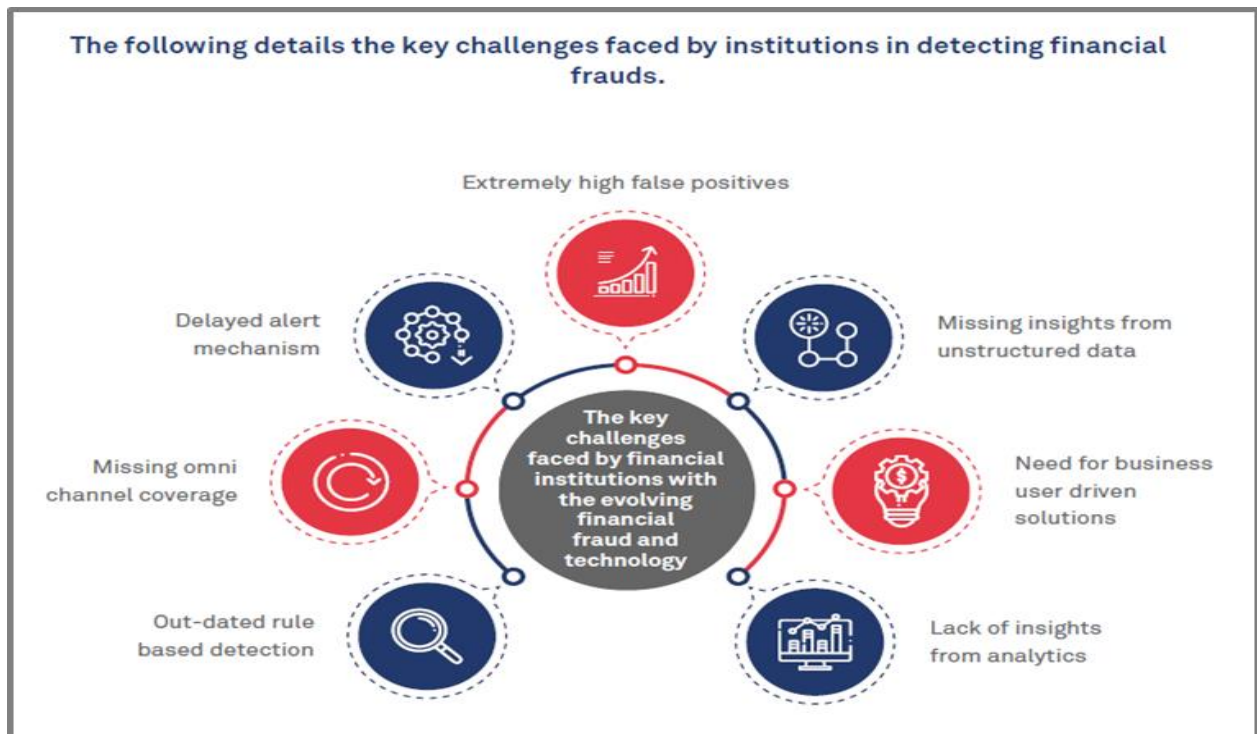 The following details the key challenges faced by institutions in detecting financial
frauds.
Extremely high false positives
Delayed alert
mechanism
Missing insights from
unstructured data
The key
challenges
faced by financial
institutions with
the evolving
financial
fraud and
technology
Missing omni
channel coverage
Need for business
user driven
solutions
Out-dated rule
based detection
Lack of insights
from analytics